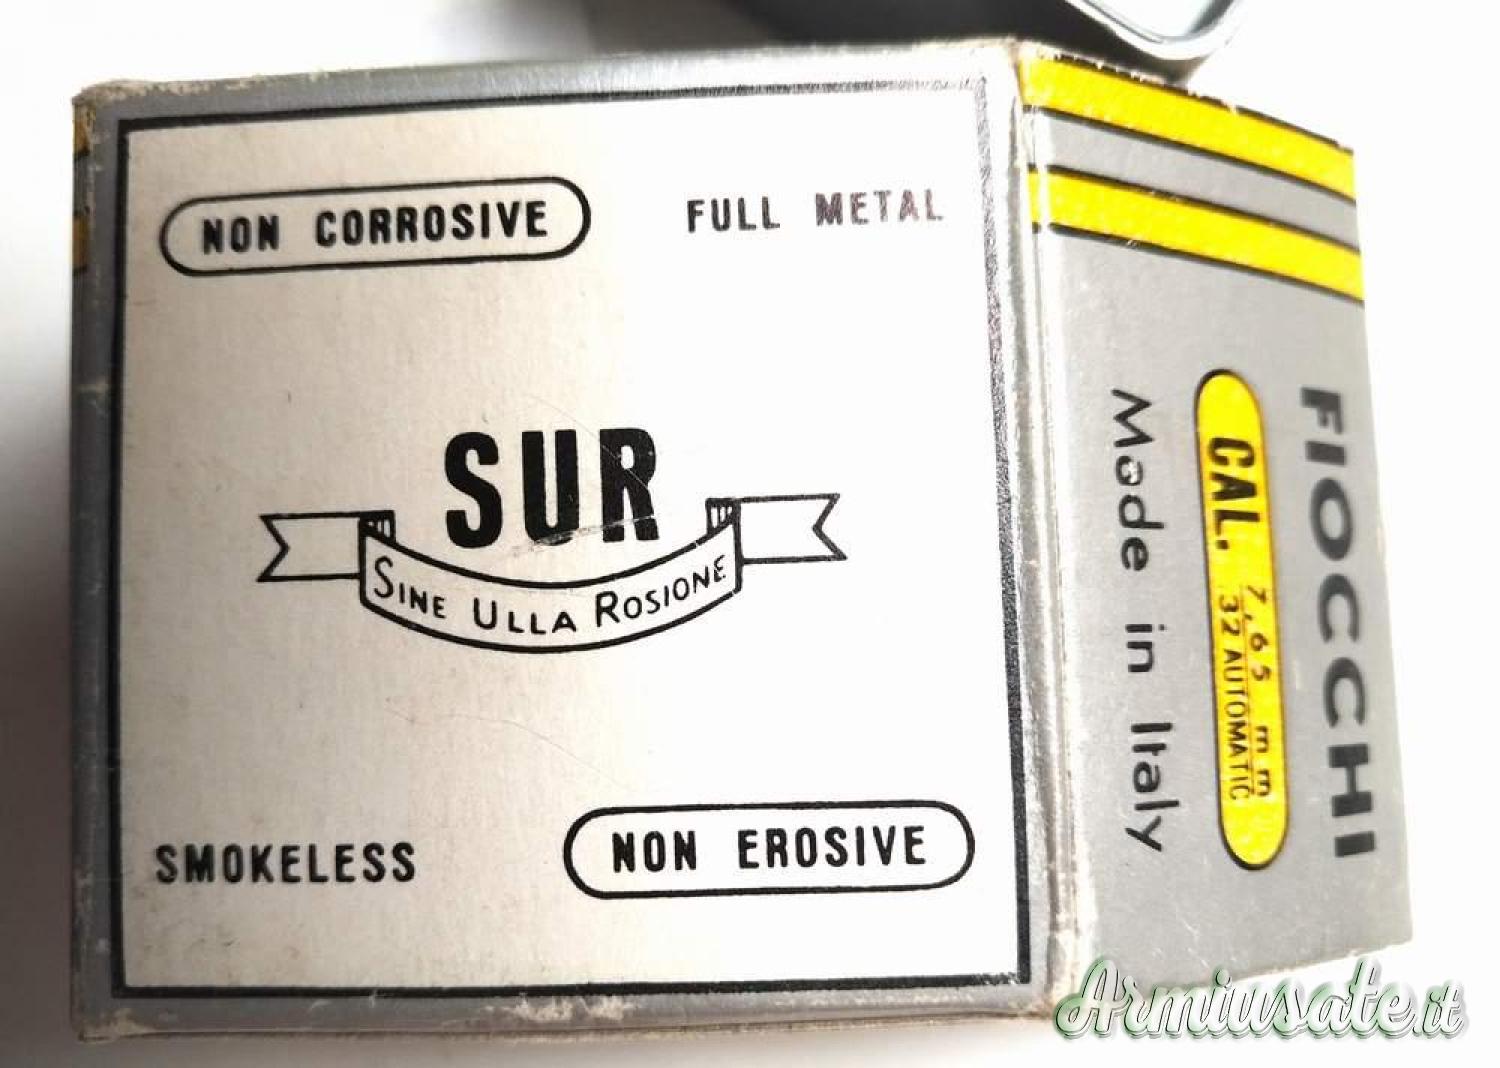 NON CORROSIVE
FULL METAL
SUR
SINE ULLA ROSIONE
SMOKELESS
NON EROSIVE
FIOCCHI
CAL. 7,65 mm
32 AUTOMATIC
Made in Italy
Armiusate.it